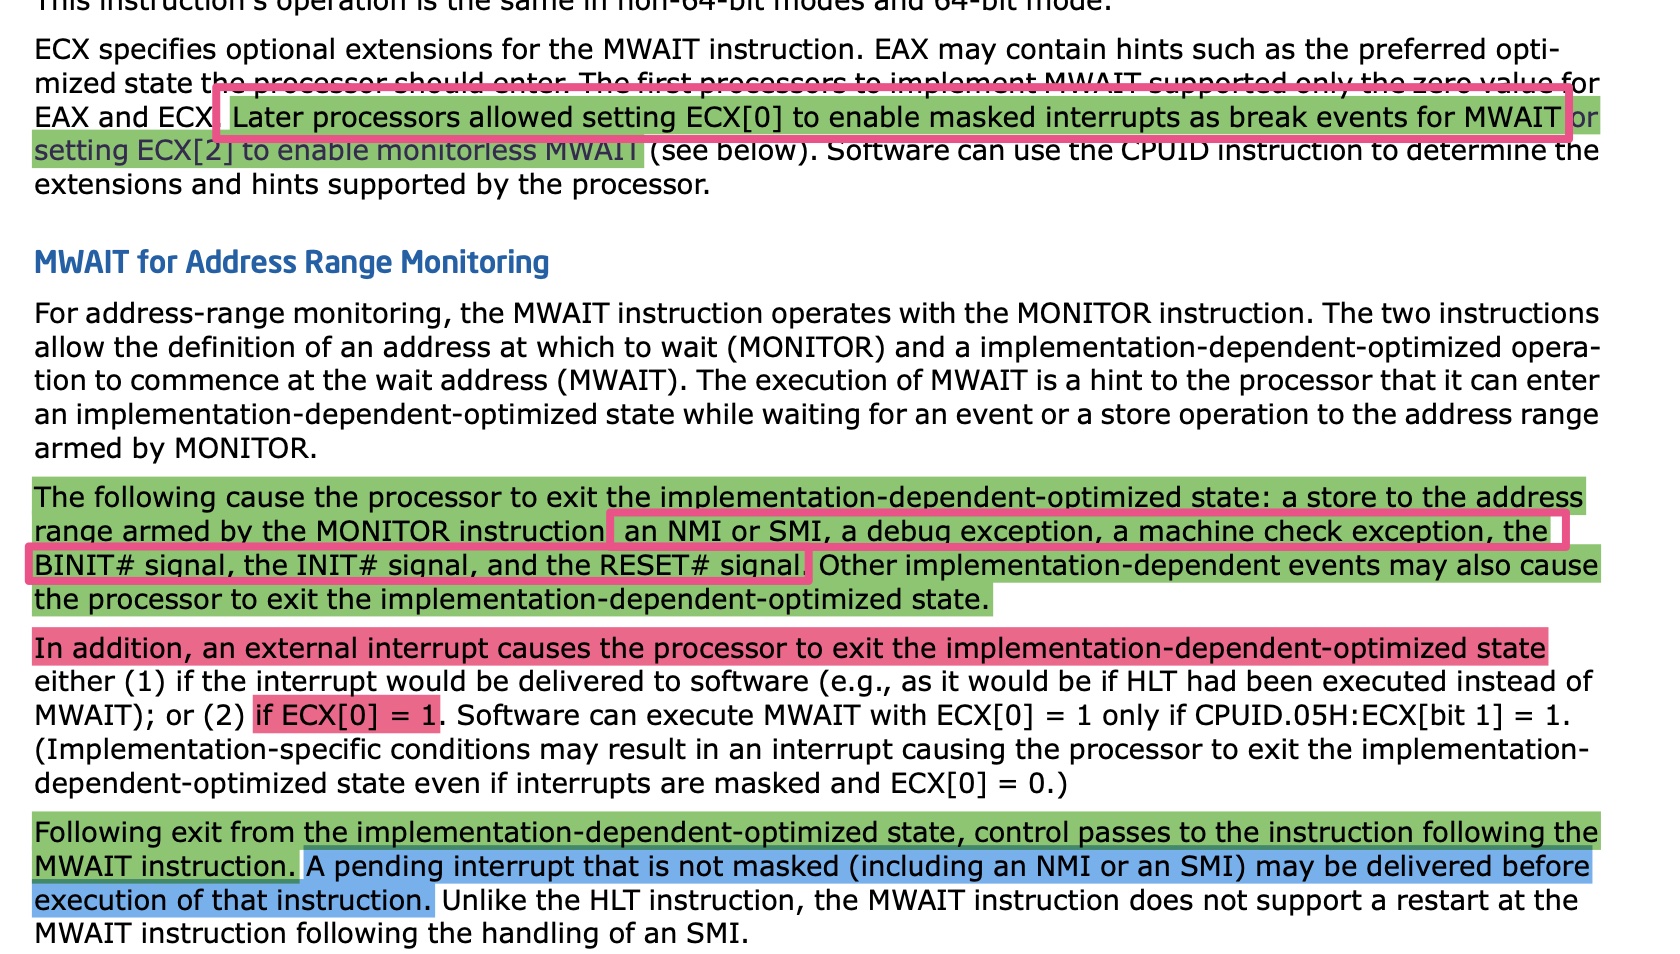 This instruction's operation is the same in non-64-bit modes and 64-bit mode.
ECX specifies optional extensions for the MWAIT instruction. EAX may contain hints such as the preferred opti-
mized state the processor should enter. The first processors to implement MWAIT supported only the zero value for
EAX and ECX. Later processors allowed setting ECX[0] to enable masked interrupts as break events for MWAIT or
setting ECX[2] to enable monitorless MWAIT (see below). Software can use the CPUID instruction to determine the
extensions and hints supported by the processor.
MWAIT for Address Range Monitoring
For address-range monitoring, the MWAIT instruction operates with the MONITOR instruction. The two instructions
allow the definition of an address at which to wait (MONITOR) and a implementation-dependent-optimized opera-
tion to commence at the wait address (MWAIT). The execution of MWAIT is a hint to the processor that it can enter
an implementation-dependent-optimized state while waiting for an event or a store operation to the address range
armed by MONITOR.
The following cause the processor to exit the implementation-dependent-optimized state: a store to the address
range armed by the MONITOR instruction, an NMI or SMI, a debug exception, a machine check exception, the
BINIT# signal, the INIT# signal, and the RESET# signal. Other implementation-dependent events may also cause
the processor to exit the implementation-dependent-optimized state.
In addition, an external interrupt causes the processor to exit the implementation-dependent-optimized state
either (1) if the interrupt would be delivered to software (e.g., as it would be if HLT had been executed instead of
MWAIT); or (2) if ECX[0] = 1. Software can execute MWAIT with ECX[0] = 1 only if CPUID.05H:ECX[bit 1] = 1.
(Implementation-specific conditions may result in an interrupt causing the processor to exit the implementation-
dependent-optimized state even if interrupts are masked and ECX[0] = 0.)
Following exit from the implementation-dependent-optimized state, control passes to the instruction following the
MWAIT instruction. A pending interrupt that is not masked (including an NMI or an SMI) may be delivered before
execution of that instruction. Unlike the HLT instruction, the MWAIT instruction does not support a restart at the
MWAIT instruction following the handling of an SMI.